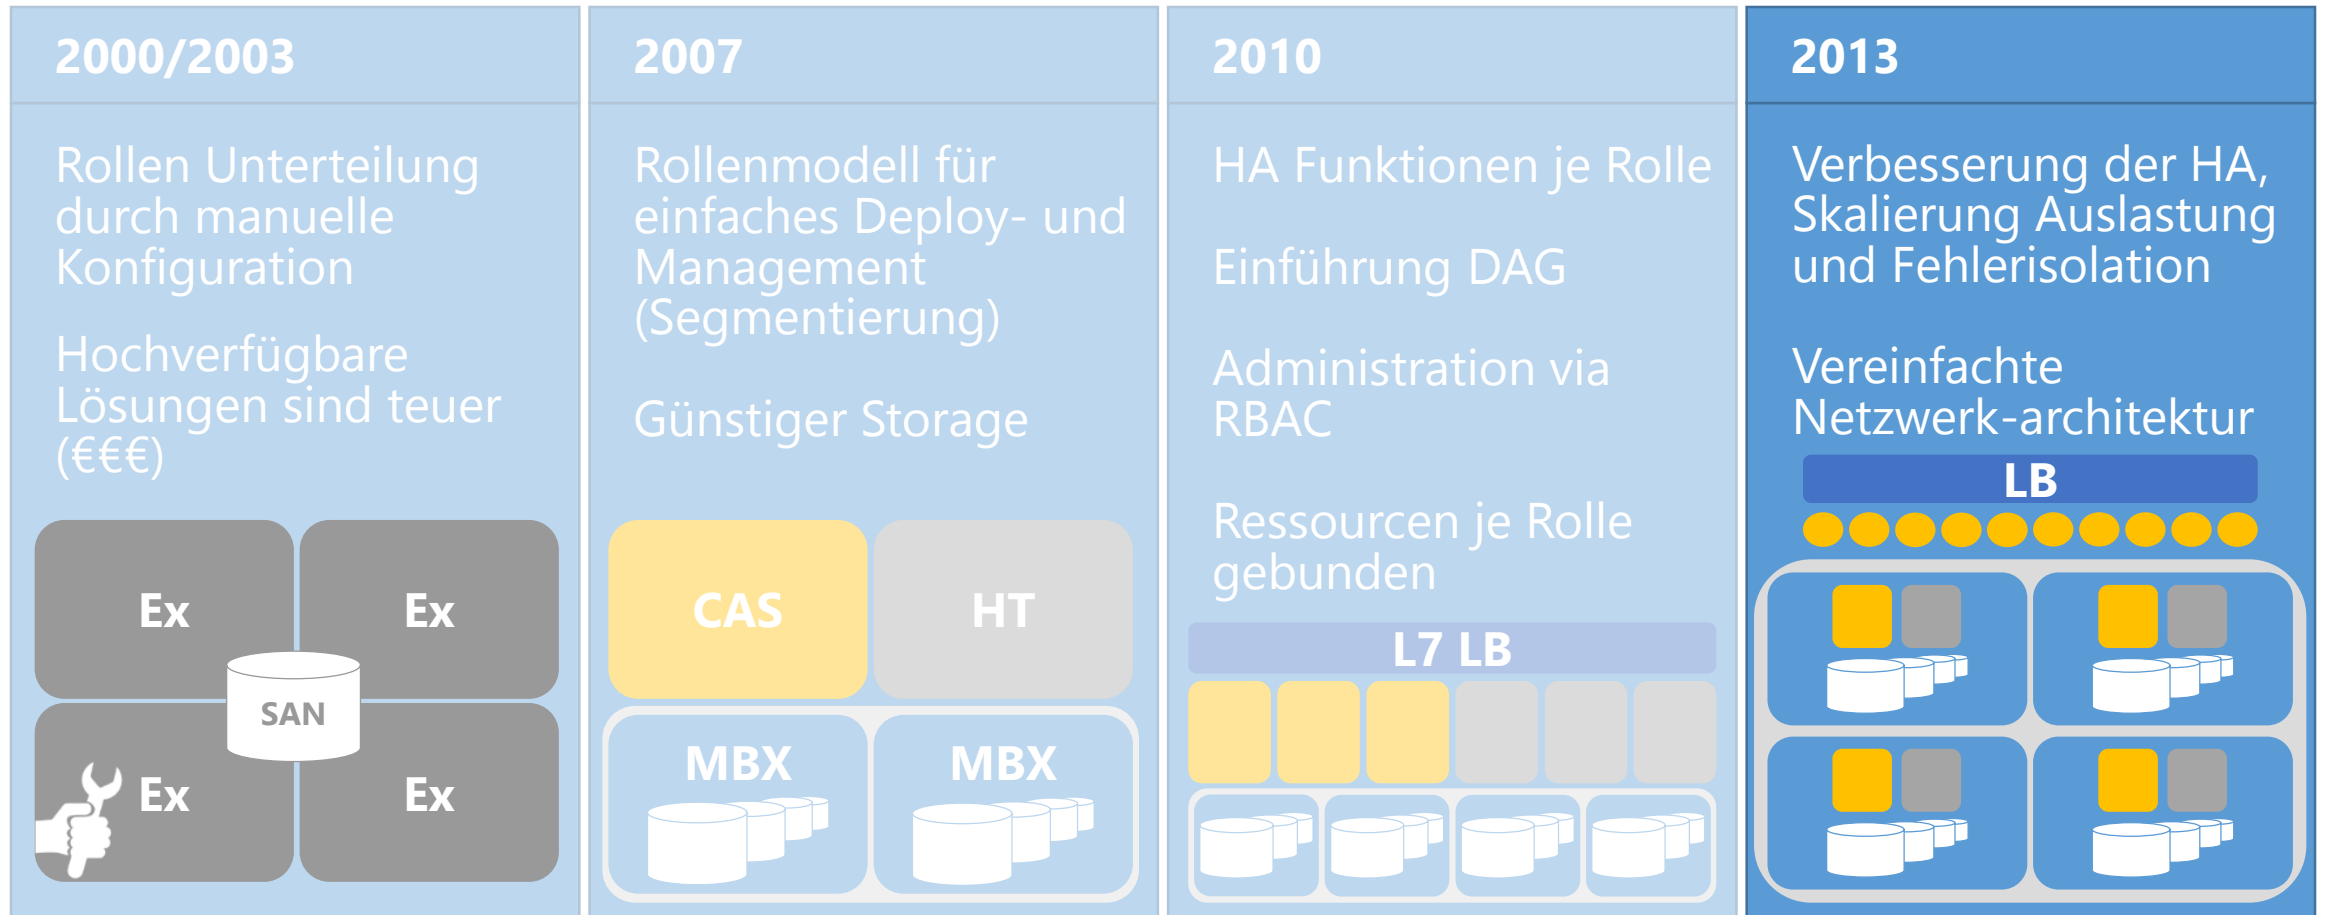 2000/2003
Rollen Unterteilung
durch manuelle
Konfiguration
Hochverfügbare
Lösungen sind teuer
(€€€)
Ex
Ex
SAN
Ex
Ex
2007
Rollenmodell für
einfaches Deploy- und
Management
(Segmentierung)
Günstiger Storage
CAS
HT
MBX
MBX
2010
HA Funktionen je Rolle
Einführung DAG
Administration via
RBAC
Ressourcen je Rolle
gebunden
L7 LB
2013
Verbesserung der HA,
Skalierung Auslastung
und Fehlerisolation
Vereinfachte
Netzwerk-architektur
LB